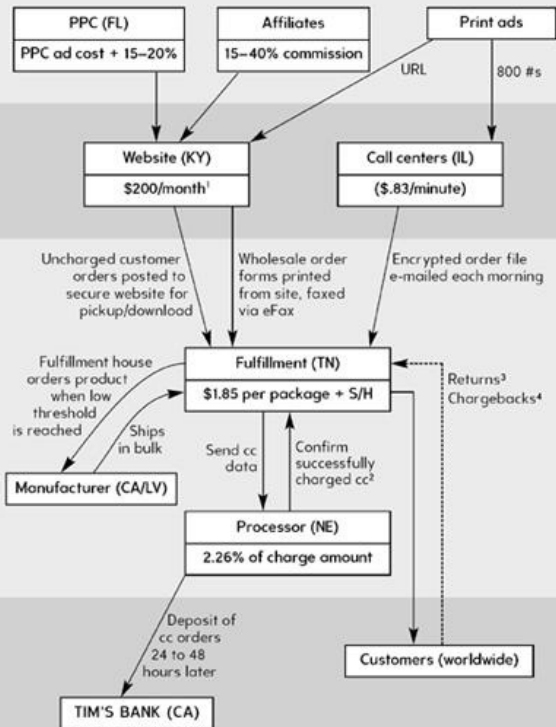 PPC (FL)
PPC ad cost + 15–20%
Affiliates
15–40% commission
Print ads
URL
800 #s
Website (KY)
$200/month¹
Call centers (IL)
($.83/minute)
Uncharged customer
orders posted to
secure website for
pickup/download
Wholesale order
forms printed
from site, faxed
via eFax
Encrypted order file
e-mailed each morning
Fulfillment house
orders product
when low
threshold
is reached
Fulfillment (TN)
$1.85 per package + S/H
Returns³
Chargebacks⁴
Ships
in bulk
Manufacturer (CA/LV)
Send cc
data
Confirm
successfully
charged cc²
Processor (NE)
2.26% of charge amount
Deposit of
cc orders
24 to 48
hours later
Customers (worldwide)
TIM'S BANK (CA)